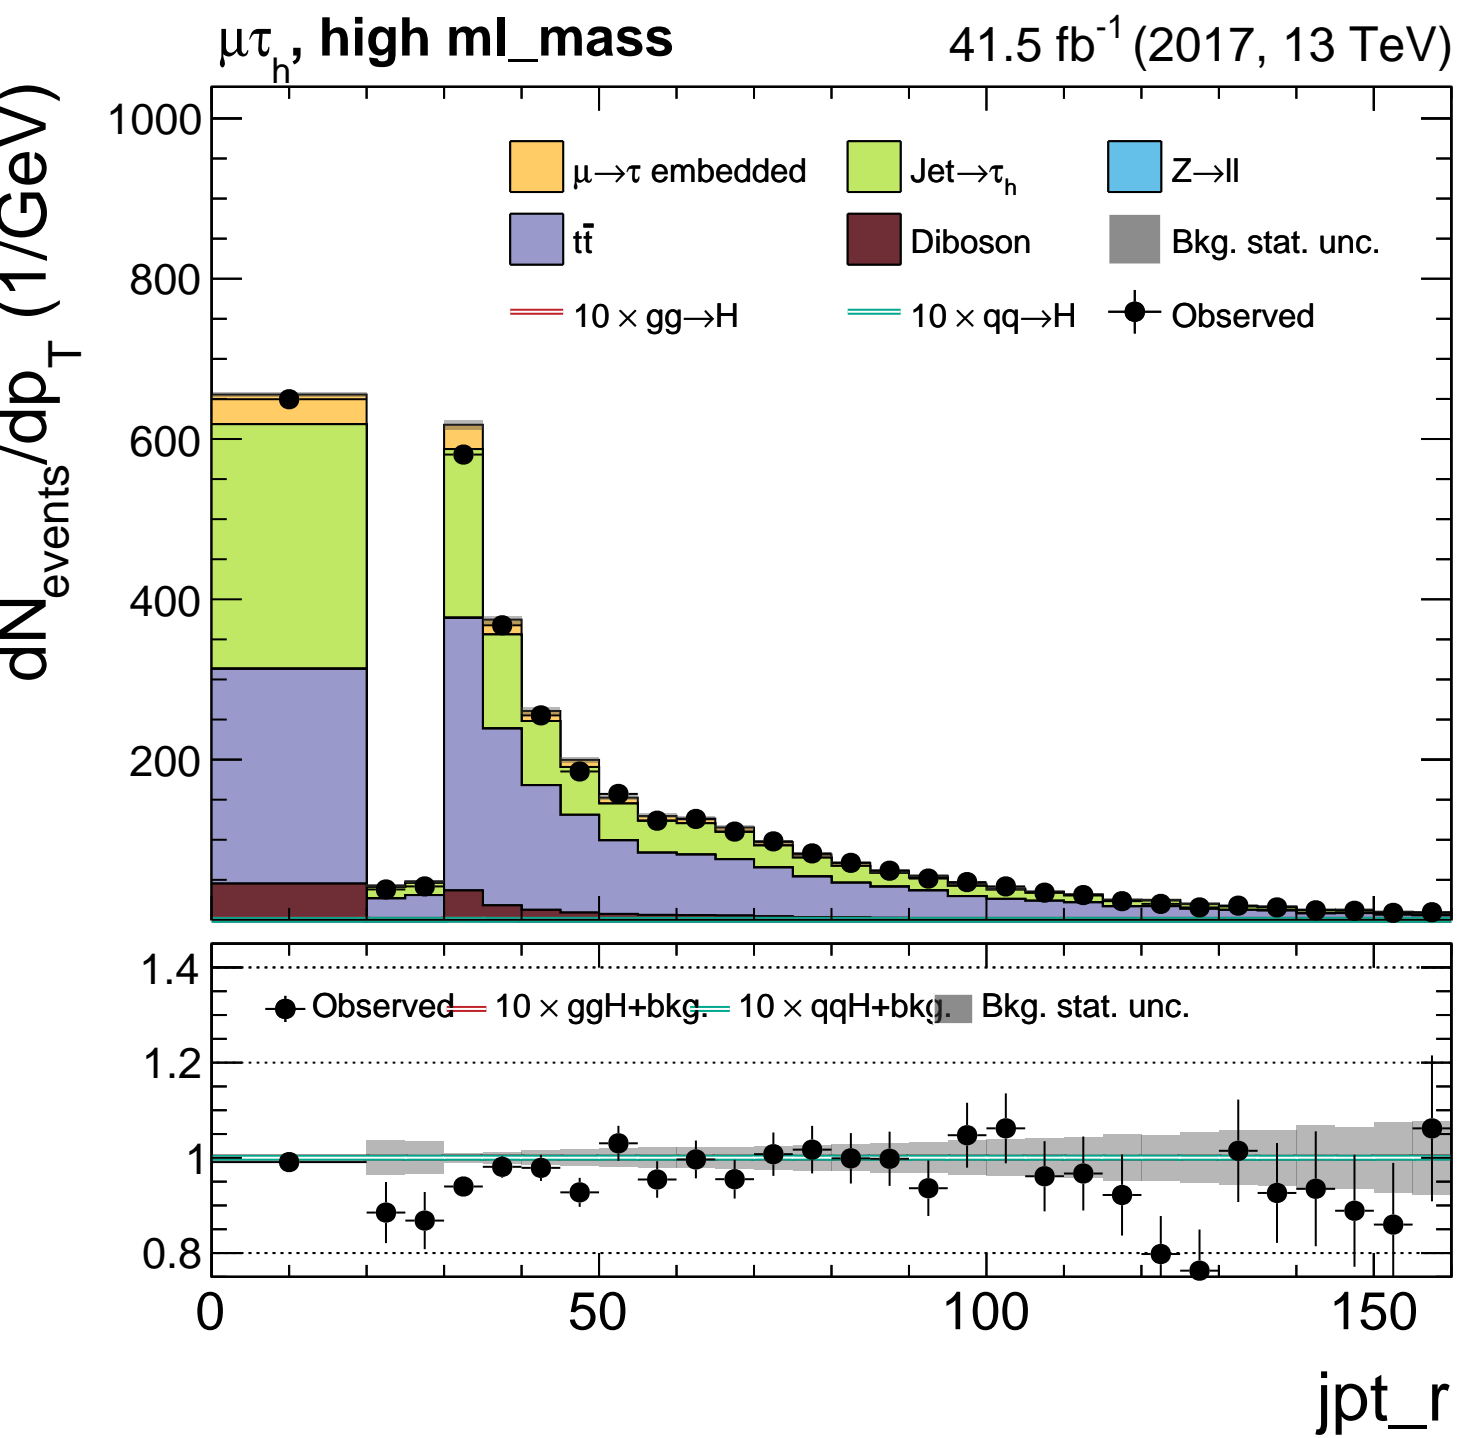 μτh, high ml_mass
41.5 fb-1 (2017, 13 TeV)
dNevents/dpT (1/GeV)
1000
800
600
400
200
μ→τ embedded
Jet→τh
Z→ll
tt̄
Diboson
Bkg. stat. unc.
10 × gg→H
10 × qq→H
Observed
1.4
1.2
1
0.8
Observed
10 × ggH+bkg.
10 × qqH+bkg.
Bkg. stat. unc.
0
50
100
150
jpt_r